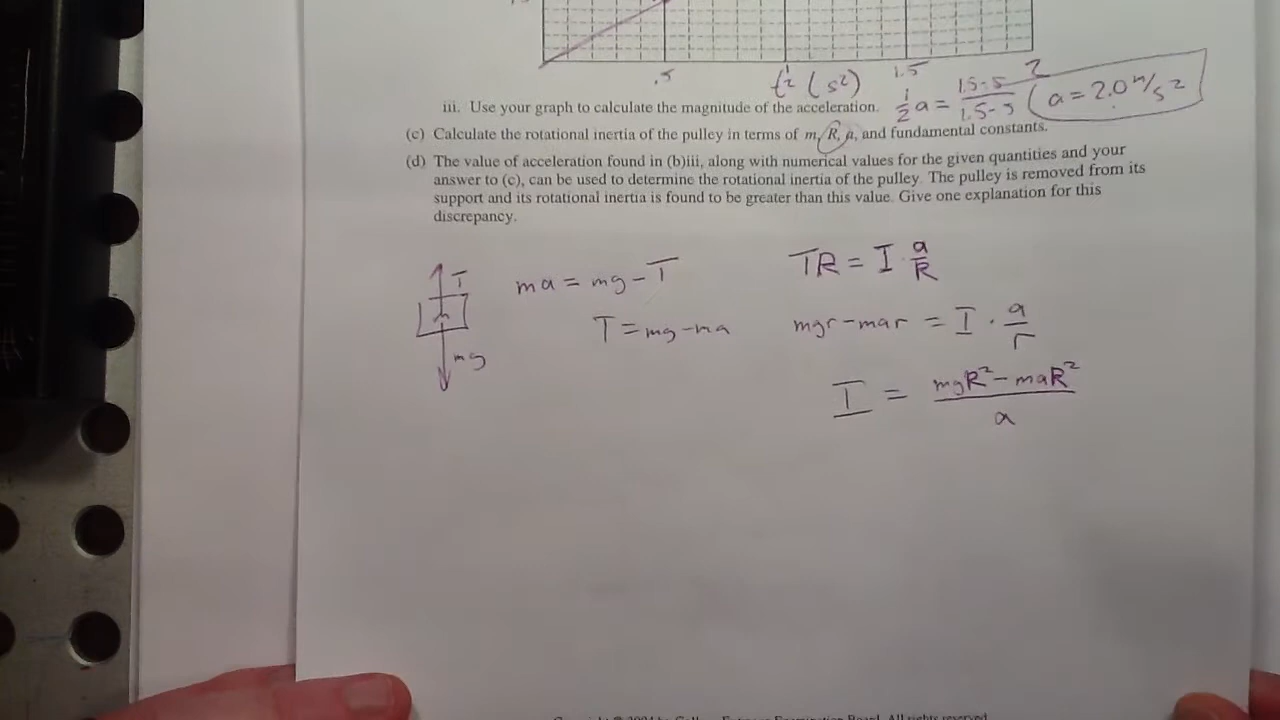 .5
t² (s²)
1.5
iii. Use your graph to calculate the magnitude of the acceleration.
½ a = 1.5-.5 / 1.5-.5
a = 2.0 m/s²
(c) Calculate the rotational inertia of the pulley in terms of m, R, a, and fundamental constants.
(d) The value of acceleration found in (b)iii, along with numerical values for the given quantities and your
answer to (c), can be used to determine the rotational inertia of the pulley. The pulley is removed from its
support and its rotational inertia is found to be greater than this value. Give one explanation for this
discrepancy.
T
m
mg
ma = mg - T
T = mg - ma
TR = I · a/R
mgr - mar = I · a/r
I = mgR² - maR² / a